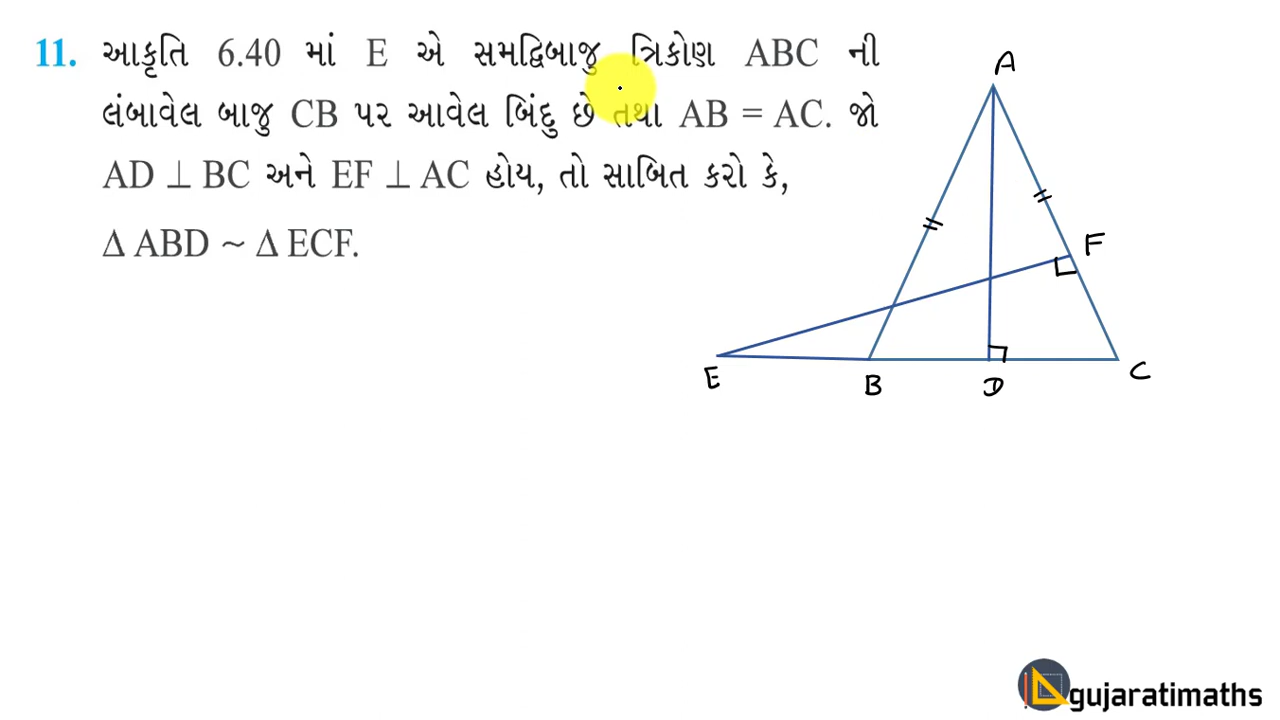 11. આકૃતિ 6.40 માં E એ સમદ્વિબાજુ ત્રિકોણ ABC ની
લંબાવેલ બાજુ CB પર આવેલ બિંદુ છે તથા AB = AC. જો
AD ⊥ BC અને EF ⊥ AC હોય, તો સાબિત કરો કે,
Δ ABD ~ Δ ECF.
A
F
E
B
D
C
gujaratimaths